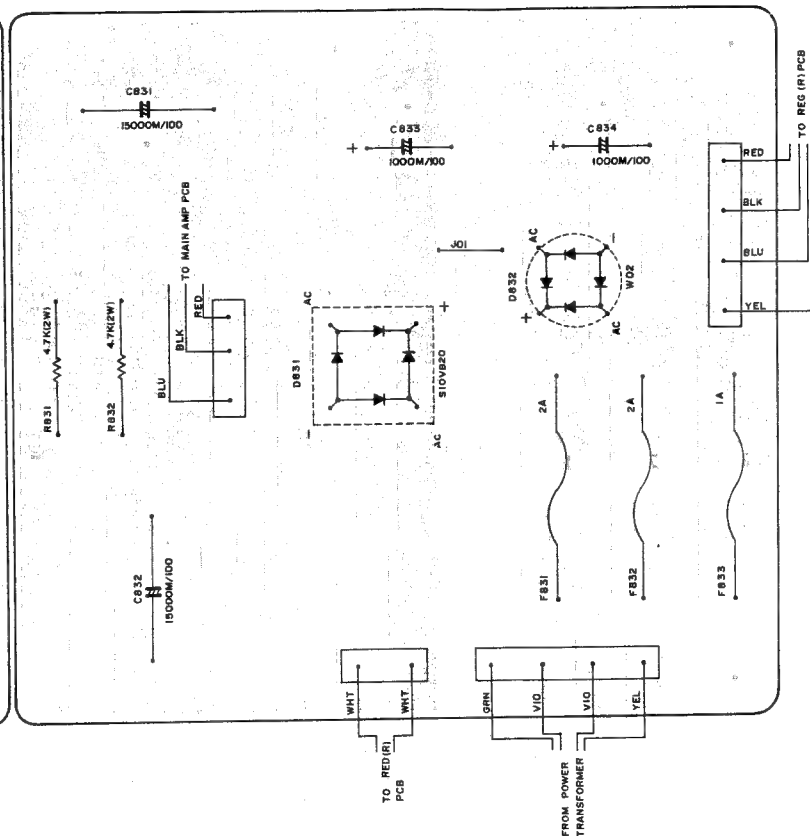 C831
15000M/100
C833
+
1000M/100
C834
+
1000M/100
TO REG (R) PCB
RED
BLK
BLU
YEL
TO MAIN AMP PCB
RED
BLK
BLU
J01
D832
AC
-
+
AC
W02
4.7K(2W)
R831
4.7K(2W)
R832
D831
AC
+
-
AC
S10VB20
2A
F831
2A
F832
1A
F833
C832
15000M/100
WHT
WHT
TO RED(R)
PCB
GRN
VIO
VIO
YEL
FROM POWER
TRANSFORMER